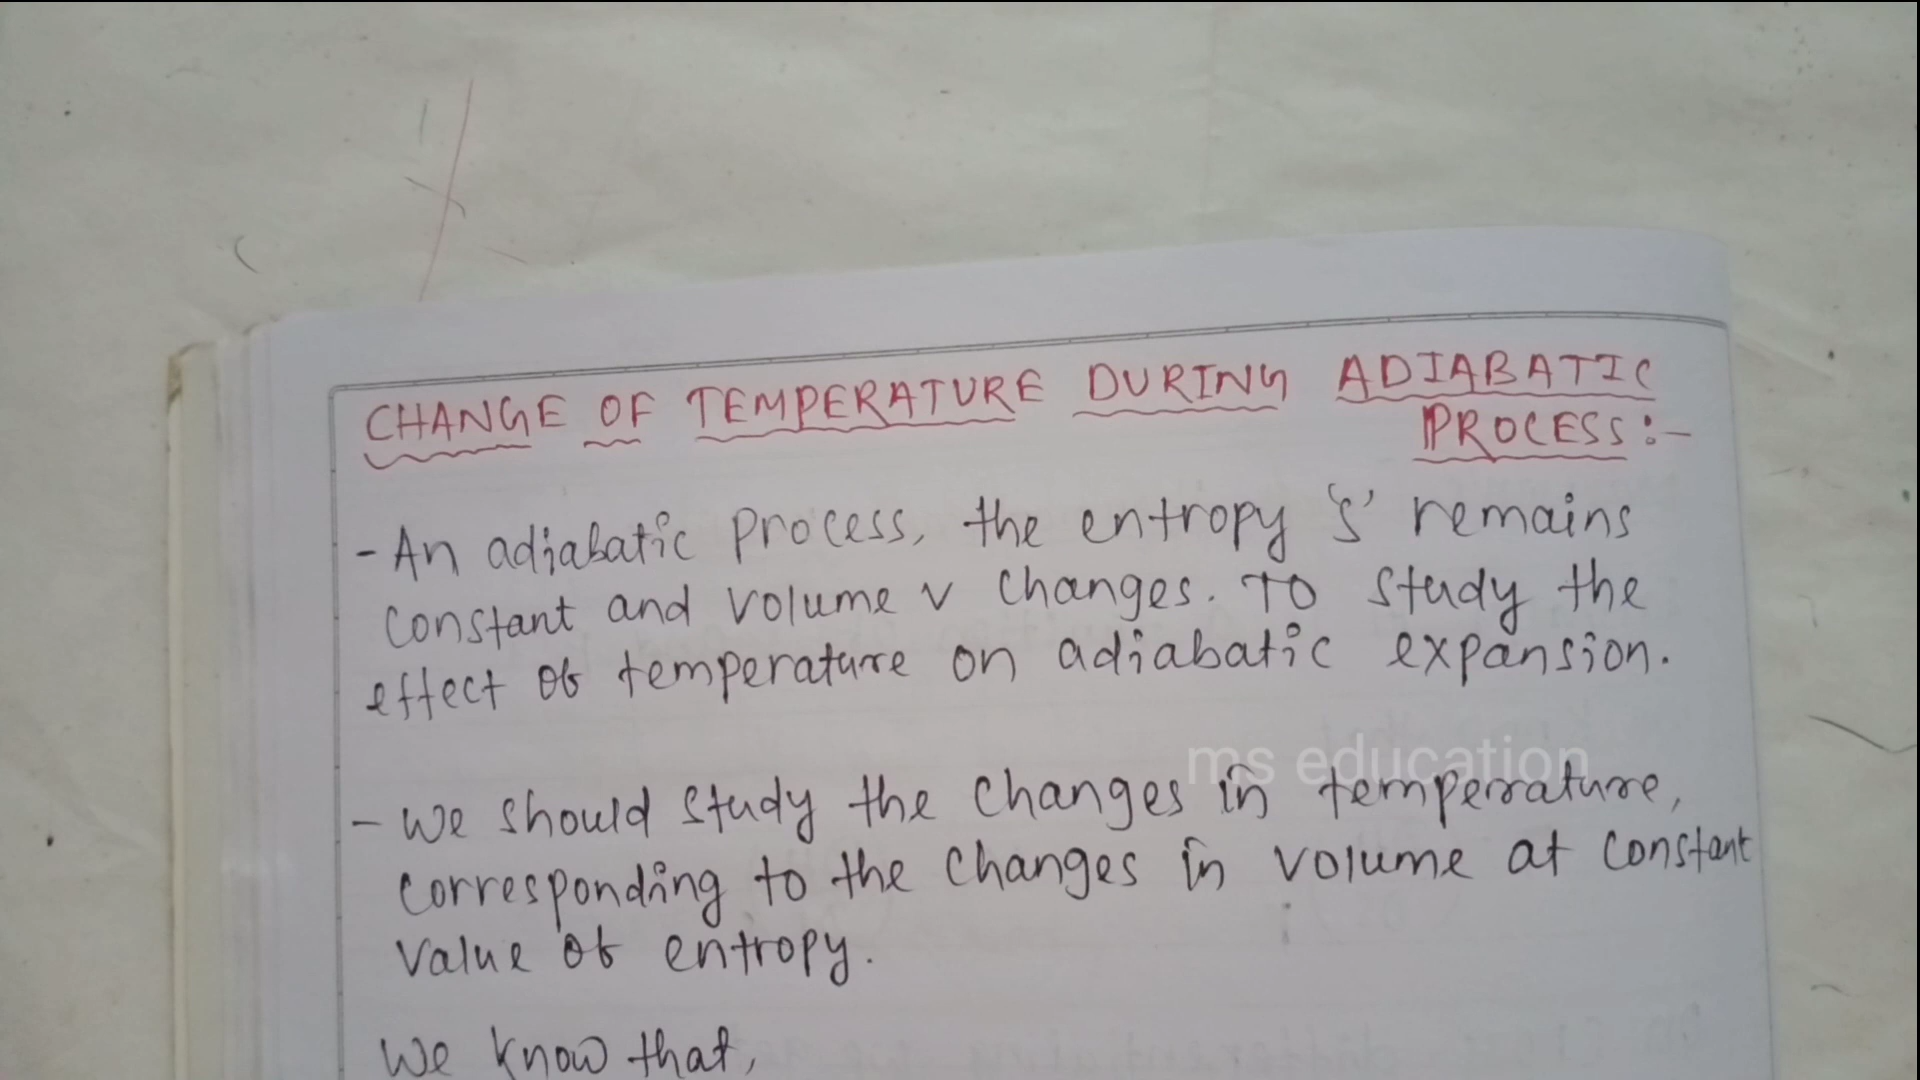 CHANGE OF TEMPERATURE DURING ADIABATIC
PROCESS:-
- An adiabatic process, the entropy 's' remains
constant and volume v changes. To study the
effect of temperature on adiabatic expansion.
ms education
- We should study the changes in temperature,
corresponding to the changes in volume at constant
value of entropy.
We know that,